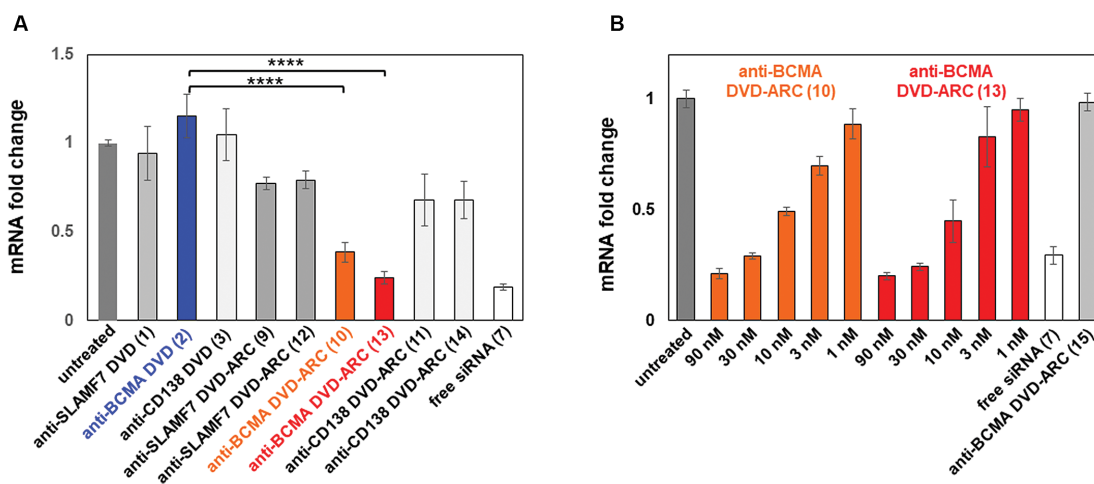 A
mRNA fold change
1.5
1
0.5
0
****
****
untreated
anti-SLAMF7 DVD (1)
anti-BCMA DVD (2)
anti-CD138 DVD (3)
anti-SLAMF7 DVD-ARC (9)
anti-SLAMF7 DVD-ARC (12)
anti-BCMA DVD-ARC (10)
anti-BCMA DVD-ARC (13)
anti-CD138 DVD-ARC (11)
anti-CD138 DVD-ARC (14)
free siRNA (7)
B
mRNA fold change
1
0.5
0
anti-BCMA
DVD-ARC (10)
anti-BCMA
DVD-ARC (13)
untreated
90 nM
30 nM
10 nM
3 nM
1 nM
90 nM
30 nM
10 nM
3 nM
1 nM
free siRNA (7)
anti-BCMA DVD-ARC (15)